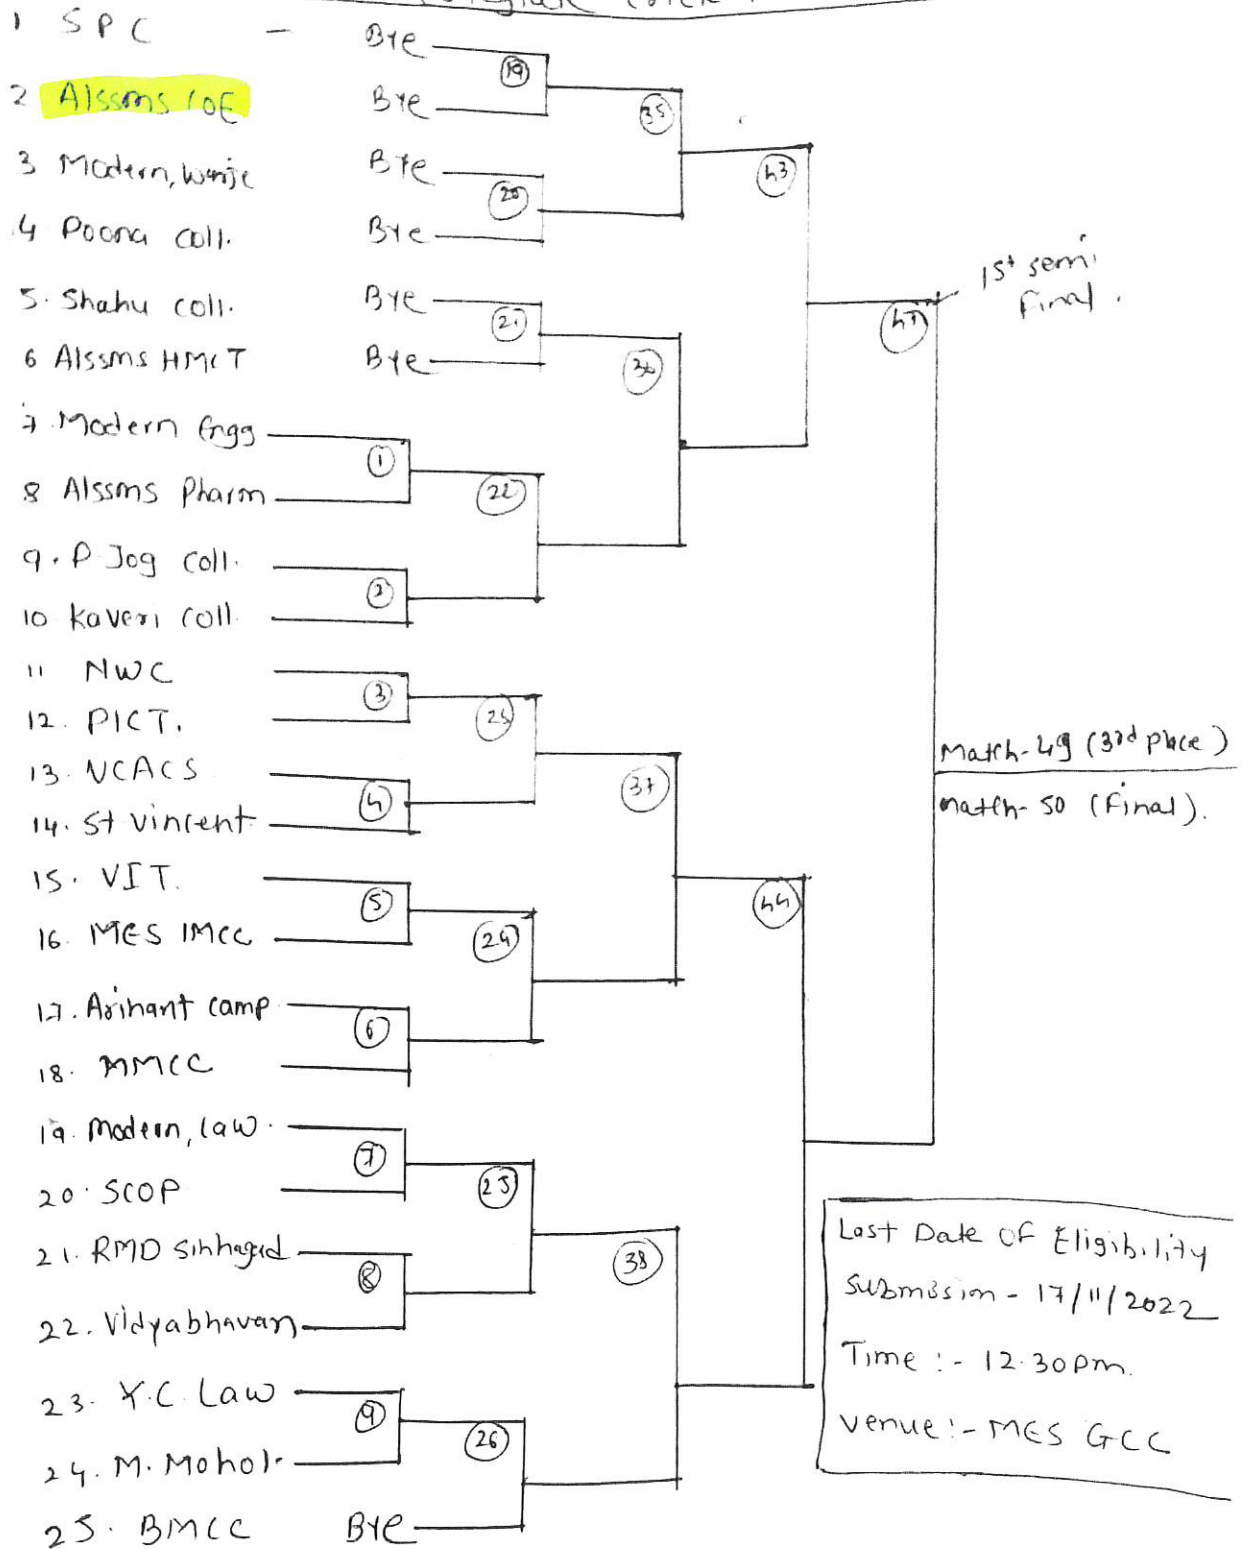 1 SPC - Bye
19
2 AISSMS COE Bye
35
3 Modern, Warje Bye
43
20
4 Poona coll. Bye
1st semi
Final.
5. Shahu coll. Bye
21
47
6 AISSMS HMCT Bye
36
7 Modern Engg
1
8 AISSMS Pharm
22
9. P Jog Coll.
2
10 Kaveri Coll.
11 NWC
3
12. PICT.
23
Match-49 (3rd place)
13. NCACS
37
4
Match-50 (Final).
14. St Vincent
15. VIT.
5
44
16. MES IMCC
24
17. Arihant camp
6
18. MMCC
19. Modern, law.
7
20. SCOP
25
21. RMD Sinhagad
38
8
22. Vidyabhavan
23. Y.C. Law
9
26
24. M. Mohol.
25. BMCC Bye
Last Date OF Eligibility
Submission - 17/11/2022
Time :- 12.30pm.
Venue :- MES GCC